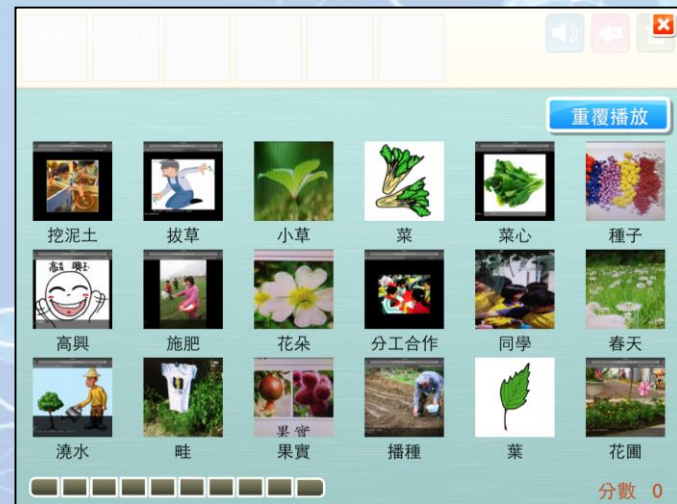 重覆播放
挖泥土 拔草 小草 菜 菜心 種子
高興
高興 施肥 花朵 分工合作 同學 春天
果實
澆水 畦 果實 播種 葉 花圃
分數 0